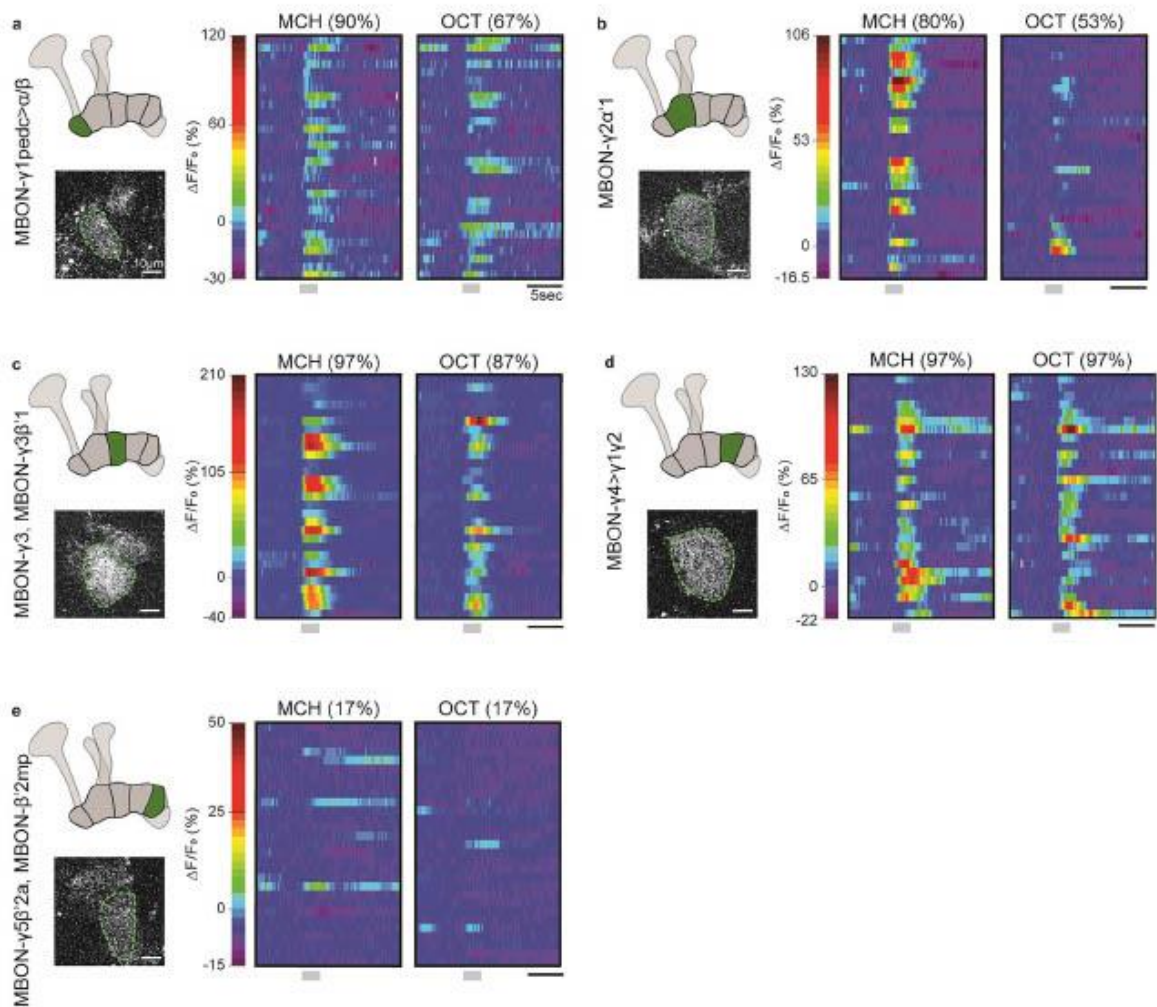 a
MCH (90%)
OCT (67%)
MBON-γ1pedc>α/β
ΔF/F₀ (%)
120
60
0
-30
10μm
5sec
b
MCH (80%)
OCT (53%)
MBON-γ2α'1
ΔF/F₀ (%)
106
53
0
-16.5
c
MCH (97%)
OCT (87%)
MBON-γ3, MBON-γ3β'1
ΔF/F₀ (%)
210
105
0
-40
d
MCH (97%)
OCT (97%)
MBON-γ4>γ1γ2
ΔF/F₀ (%)
130
65
0
-22
e
MCH (17%)
OCT (17%)
MBON-γ5β'2a, MBON-β'2mp
ΔF/F₀ (%)
50
25
0
-15